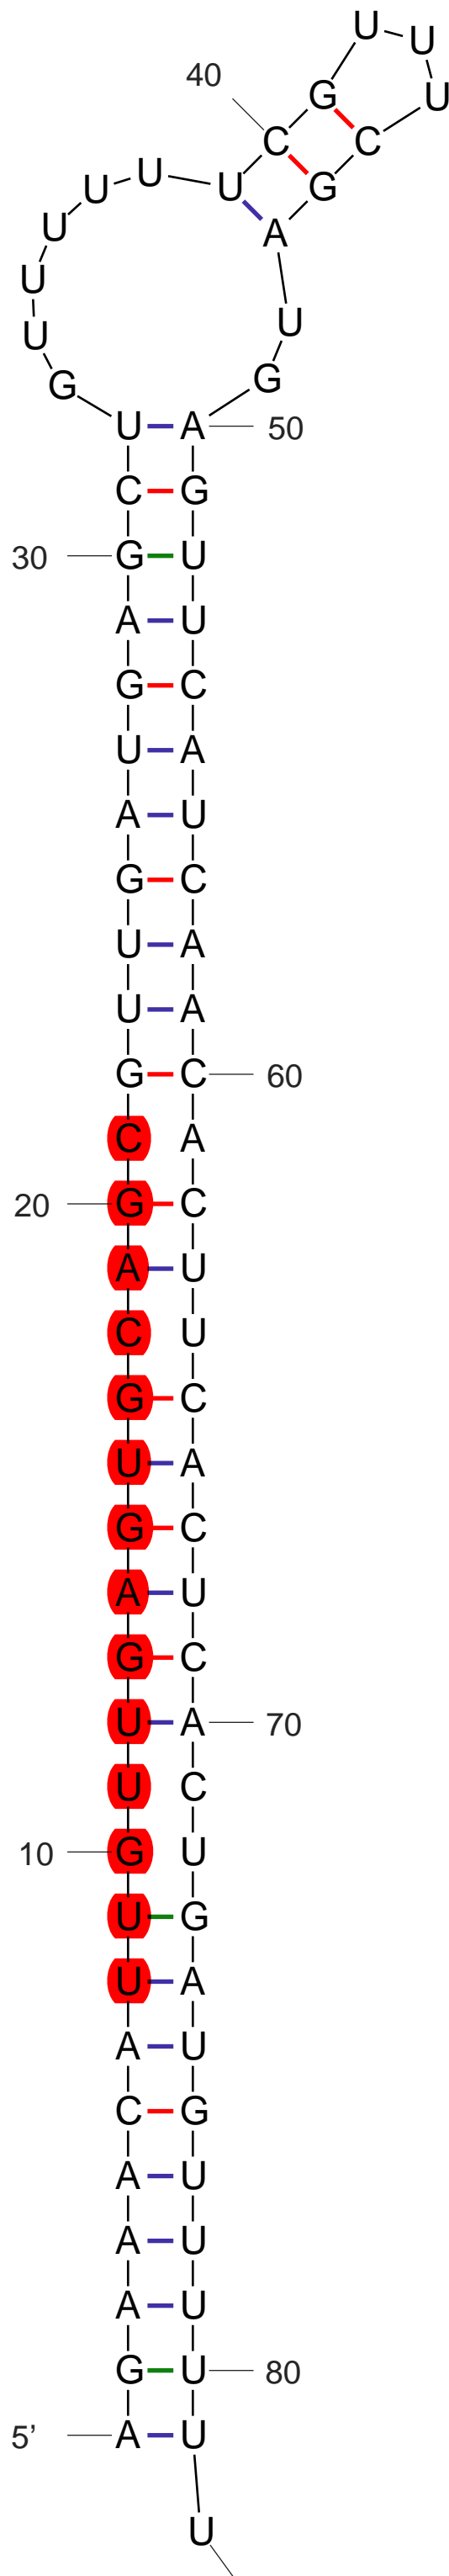 U U
40
G U
C C
U U U G
U A
U
U U
G G
U A 50
C G
30 G U
A U
G C
U A
A U
G C
U A
U A
G C 60
C A
20 G C
A U
C U
G C
U A
G C
A U
G C
U A 70
U C
10 G U
U G
U A
A U
C G
A U
A U
A U
G U 80
5’ A U
U